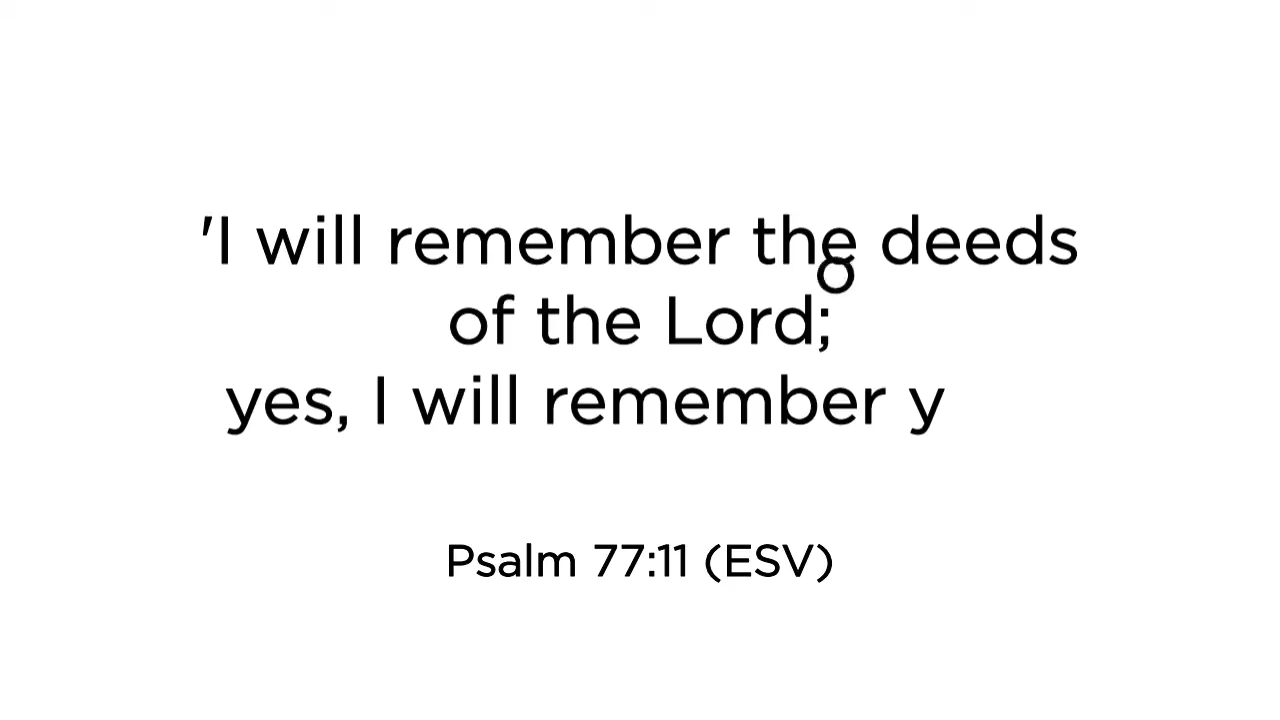 'I will remember the deeds
of the Lord;
yes, I will remember y
o
Psalm 77:11 (ESV)